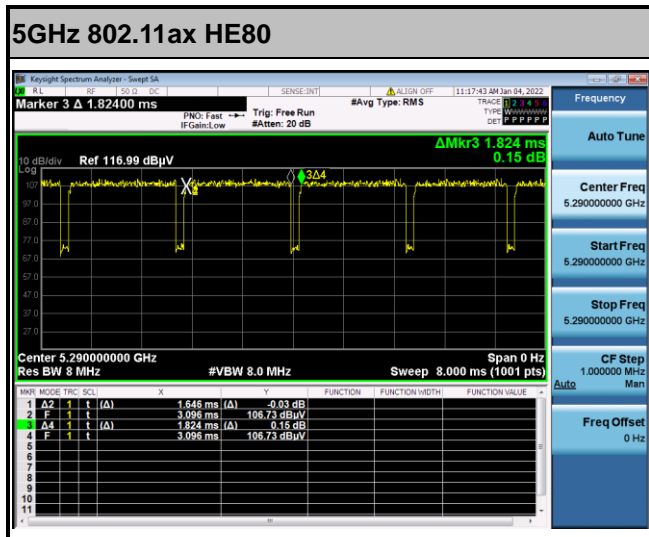 5GHz 802.11ax HE80
Keysight Spectrum Analyzer - Swept SA
RL RF 50 Ω DC SENSE:INT ALIGN OFF 11:17:43 AM Jan 04, 2022
Marker 3 Δ 1.82400 ms
PNO: Fast Trig: Free Run #Avg Type: RMS TRACE 1 2 3 4 5 6
IFGain:Low #Atten: 20 dB TYPE W
DET P P P P P P
Frequency
ΔMkr3 1.824 ms
0.15 dB
10 dB/div Ref 116.99 dBµV
Log
107
97.0
87.0
77.0
67.0
57.0
47.0
37.0
27.0
X
3Δ4
Center 5.290000000 GHz Span 0 Hz
Res BW 8 MHz #VBW 8.0 MHz Sweep 8.000 ms (1001 pts)
MKR MODE TRC SCL X Y FUNCTION FUNCTION WIDTH FUNCTION VALUE
1 Δ2 1 t (Δ) 1.646 ms (Δ) -0.03 dB
2 F 1 t 3.096 ms 106.73 dBµV
3 Δ4 1 t (Δ) 1.824 ms (Δ) 0.15 dB
4 F 1 t 3.096 ms 106.73 dBµV
5
6
7
8
9
10
11
Auto Tune
Center Freq
5.290000000 GHz
Start Freq
5.290000000 GHz
Stop Freq
5.290000000 GHz
CF Step
1.000000 MHz
Auto Man
Freq Offset
0 Hz